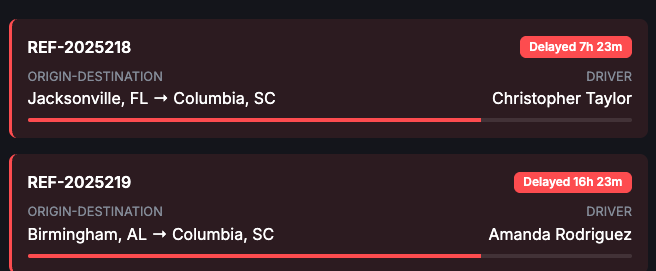 REF-2025218 Delayed 7h 23m
ORIGIN-DESTINATION DRIVER
Jacksonville, FL → Columbia, SC Christopher Taylor
REF-2025219 Delayed 16h 23m
ORIGIN-DESTINATION DRIVER
Birmingham, AL → Columbia, SC Amanda Rodriguez